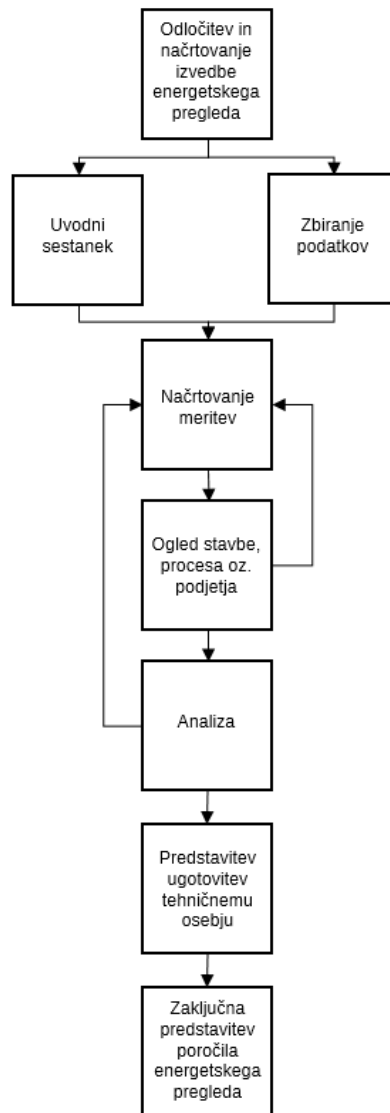 Odločitev in
načrtovanje
izvedbe
energetskega
pregleda
Uvodni
sestanek
Zbiranje
podatkov
Načrtovanje
meritev
Ogled stavbe,
procesa oz.
podjetja
Analiza
Predstavitev
ugotovitev
tehničnemu
osebju
Zaključna
predstavitev
poročila
energetskega
pregleda